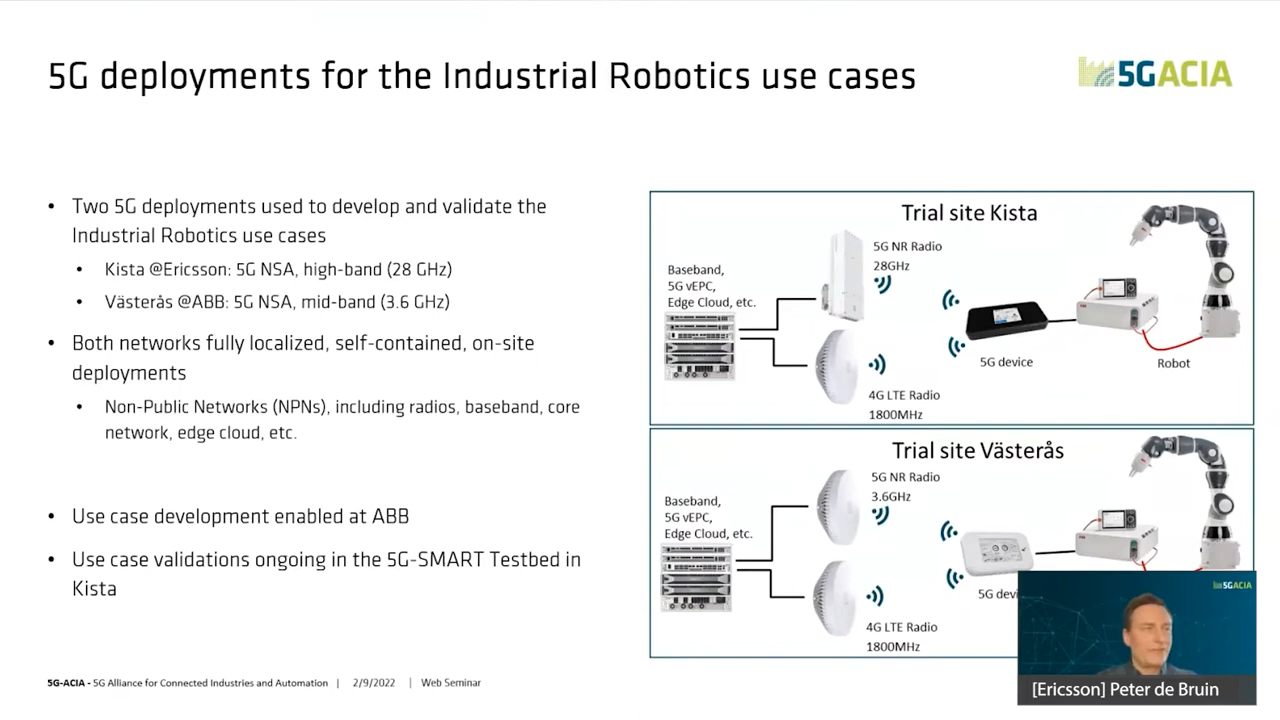 5G deployments for the Industrial Robotics use cases
5GACIA
• Two 5G deployments used to develop and validate the
Industrial Robotics use cases
• Kista @Ericsson: 5G NSA, high-band (28 GHz)
• Västerås @ABB: 5G NSA, mid-band (3.6 GHz)
• Both networks fully localized, self-contained, on-site
deployments
• Non-Public Networks (NPNs), including radios, baseband, core
network, edge cloud, etc.
• Use case development enabled at ABB
• Use case validations ongoing in the 5G-SMART Testbed in
Kista
Trial site Kista
Baseband,
5G vEPC,
Edge Cloud, etc.
5G NR Radio
28GHz
4G LTE Radio
1800MHz
5G device
Robot
Trial site Västerås
Baseband,
5G vEPC,
Edge Cloud, etc.
5G NR Radio
3.6GHz
4G LTE Radio
1800MHz
5G devi
5GACIA
[Ericsson] Peter de Bruin
5G-ACIA - 5G Alliance for Connected Industries and Automation | 2/9/2022 | Web Seminar